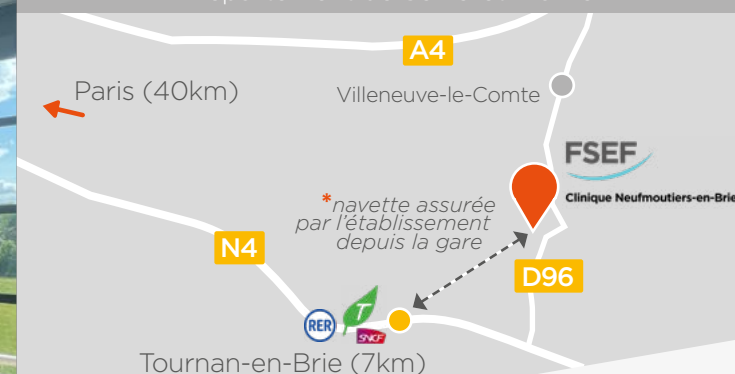 A4
Paris (40km)
Villeneuve-le-Comte
FSEF
Clinique Neufmoutiers-en-Brie
*navette assurée
par l'établissement
depuis la gare
N4
D96
RER
T
SNCF
Tournan-en-Brie (7km)